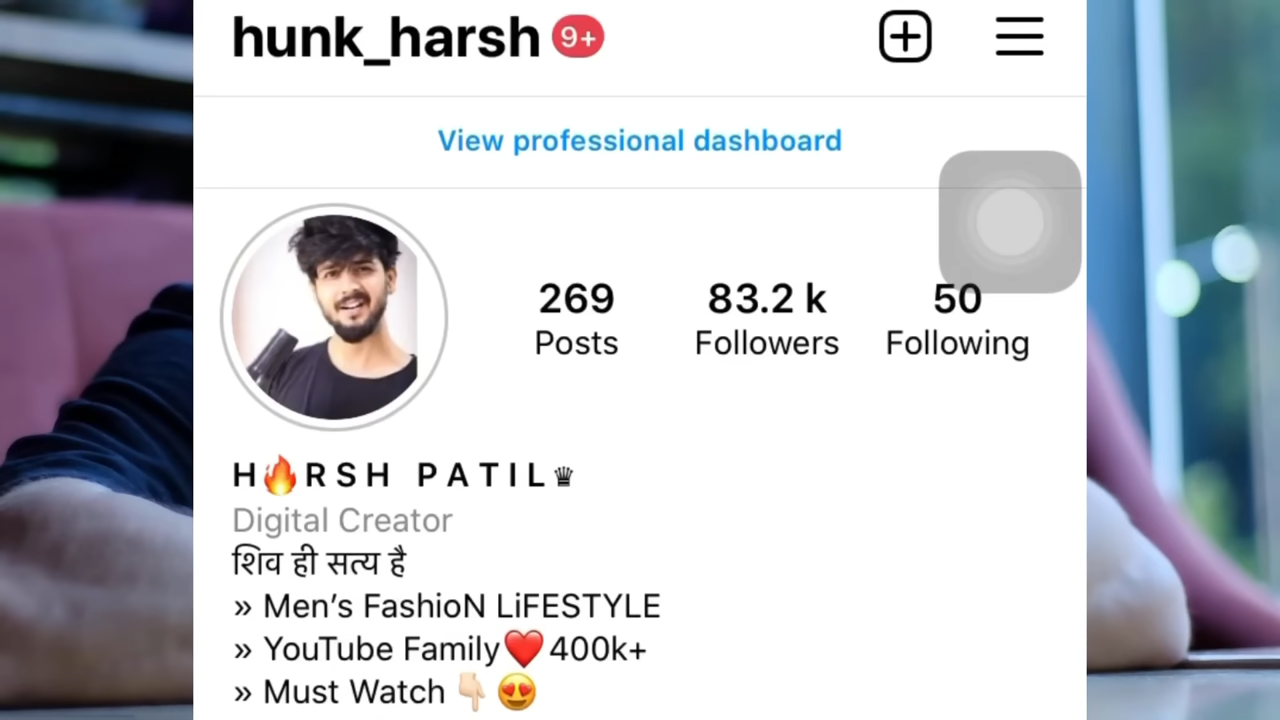 hunk_harsh 9+
View professional dashboard
269 83.2 k 50
Posts Followers Following
H🔥RSH PATIL♛
Digital Creator
शिव ही सत्य है
» Men’s FashioN LiFESTYLE
» YouTube Family❤️400k+
» Must Watch 👇🏻😍